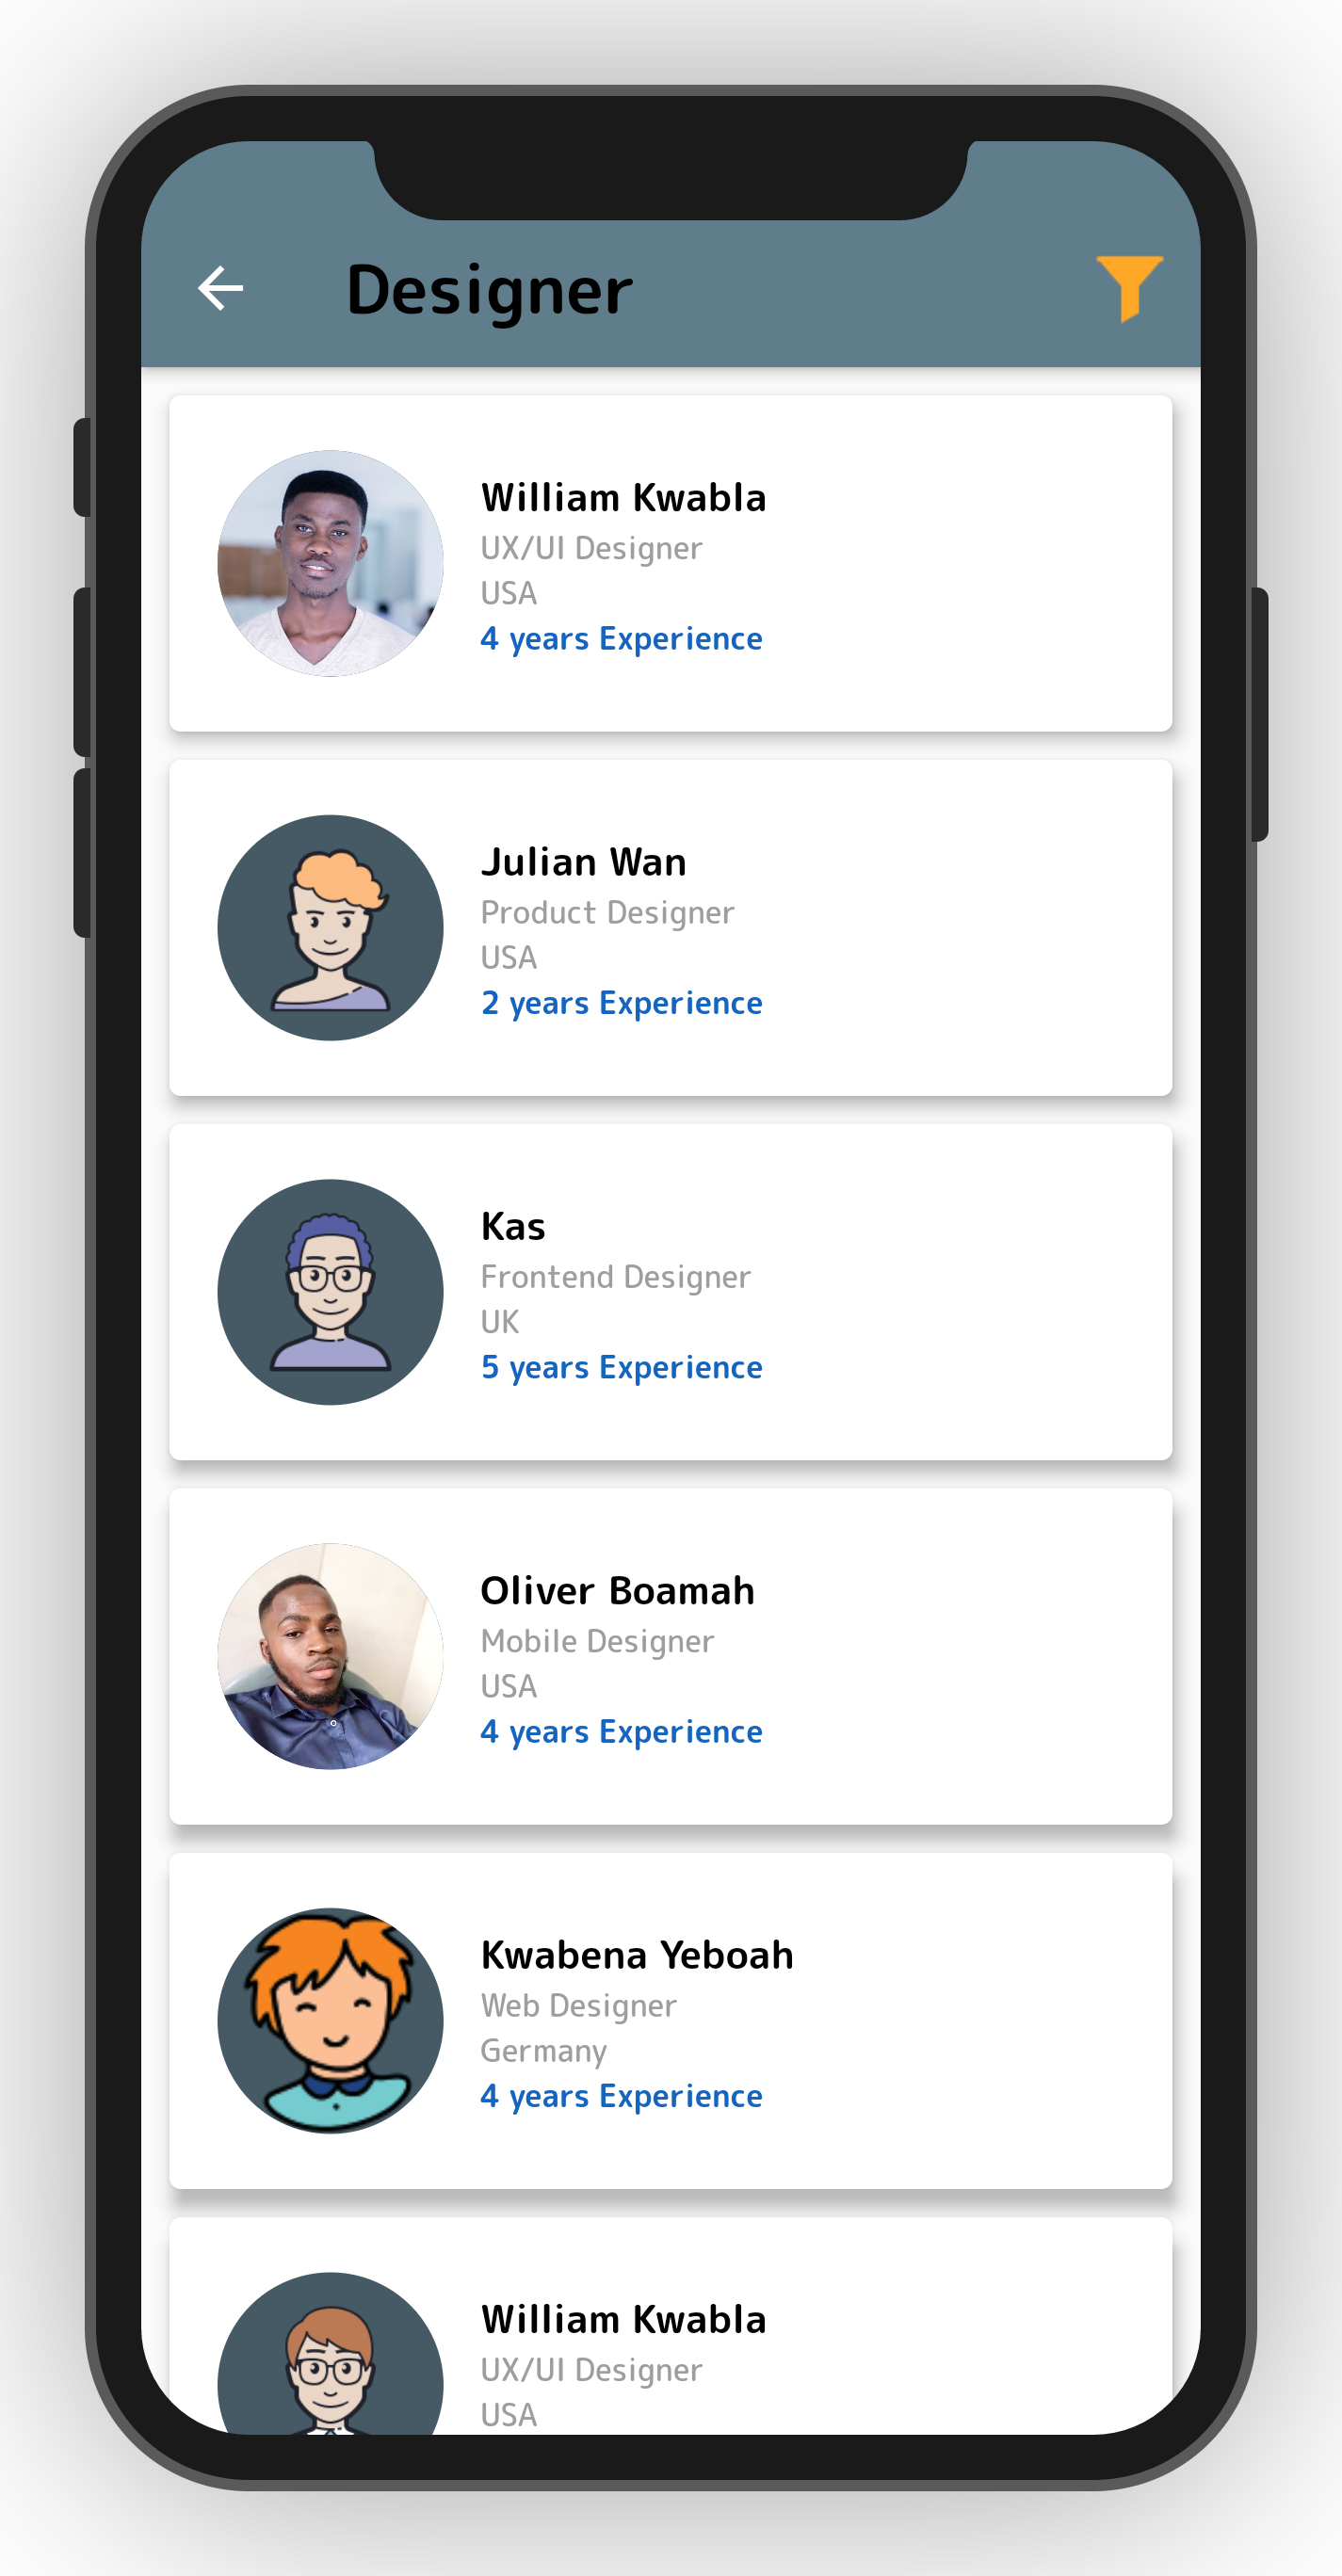 Designer
William Kwabla
UX/UI Designer
USA
4 years Experience
Julian Wan
Product Designer
USA
2 years Experience
Kas
Frontend Designer
UK
5 years Experience
Oliver Boamah
Mobile Designer
USA
4 years Experience
Kwabena Yeboah
Web Designer
Germany
4 years Experience
William Kwabla
UX/UI Designer
USA